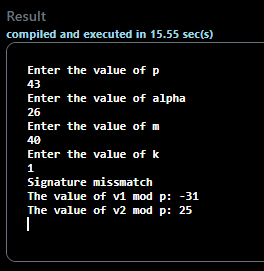 Result
compiled and executed in 15.55 sec(s)
Enter the value of p
43
Enter the value of alpha
26
Enter the value of m
40
Enter the value of k
1
Signature missmatch
The value of v1 mod p: -31
The value of v2 mod p: 25